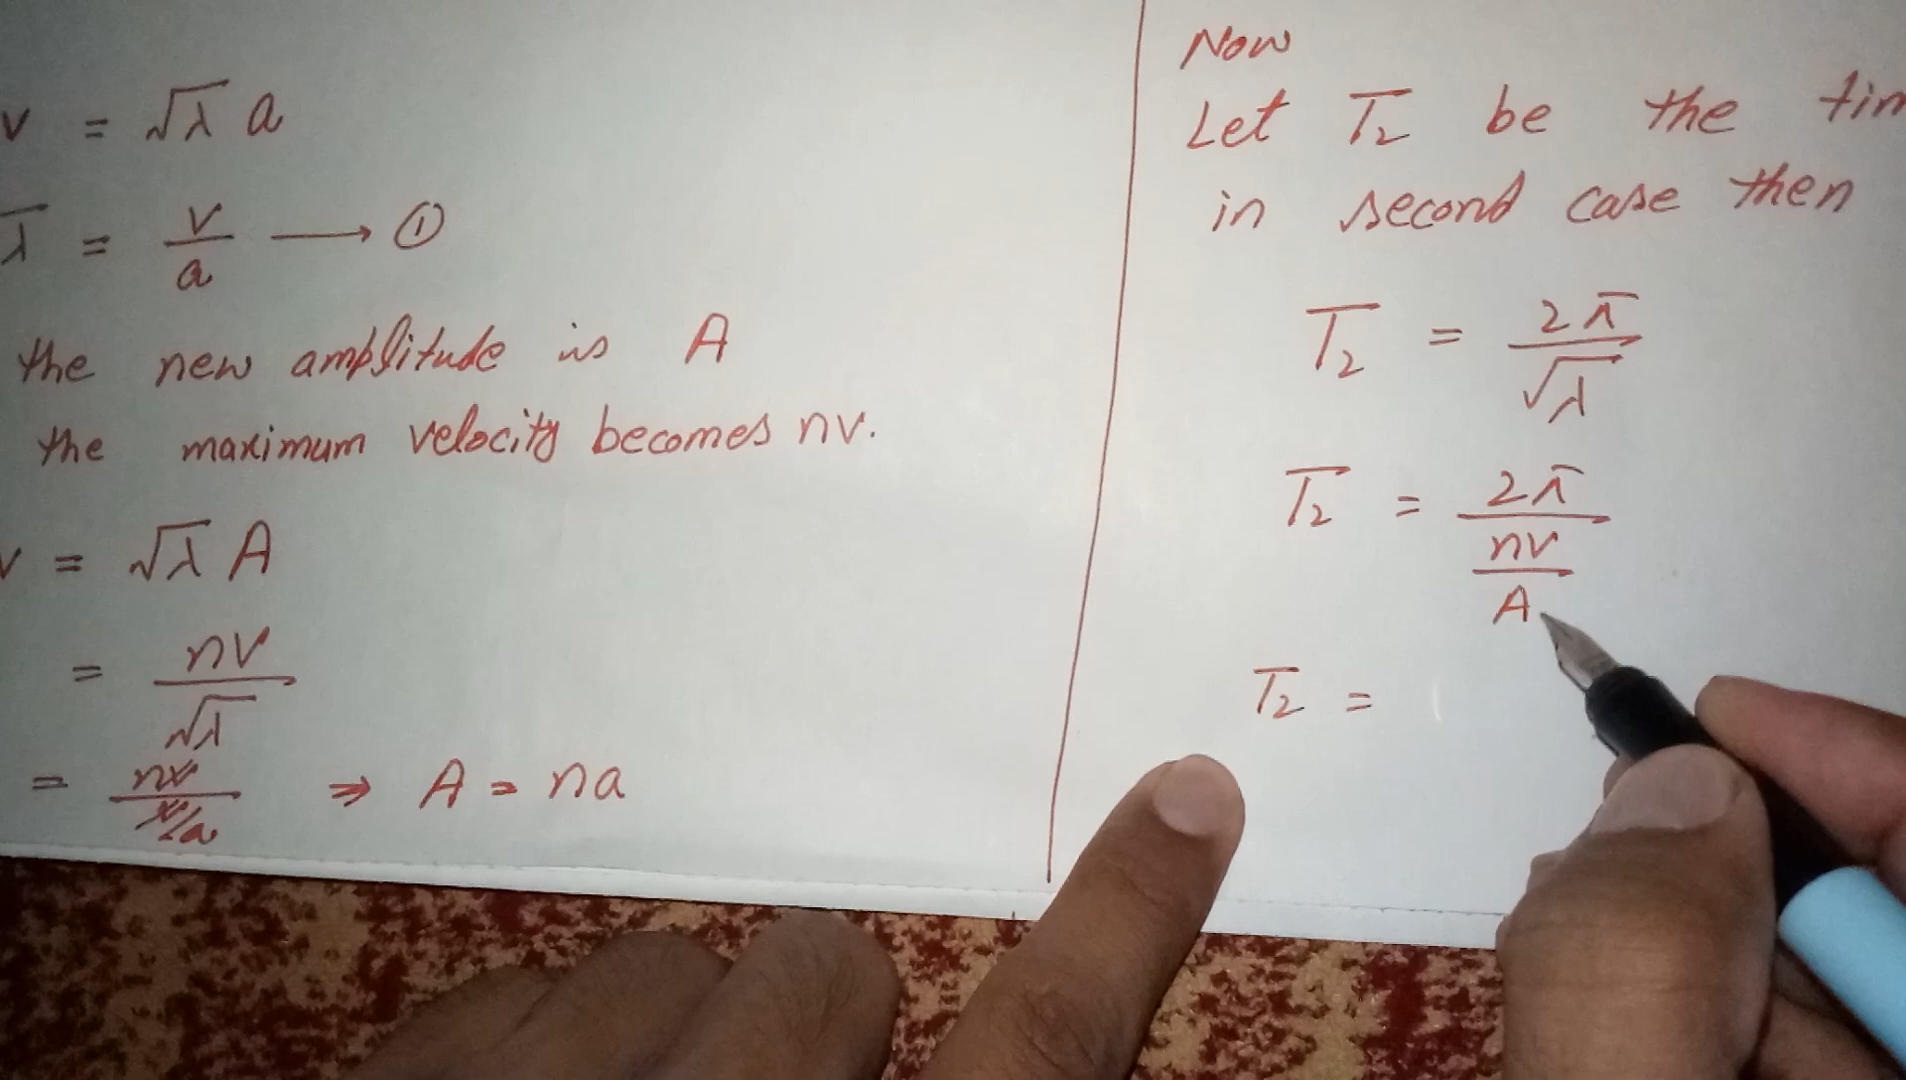 v = √λ a
√λ = v/a → ①
the new amplitude is A
the maximum velocity becomes nv.
v = √λ A
= nv/√λ
= nv/(v/a) ⇒ A = na
Now
Let T₂ be the
in second case then
T₂ = 2π/√λ
T₂ = 2π/(nv/A)
T₂ =